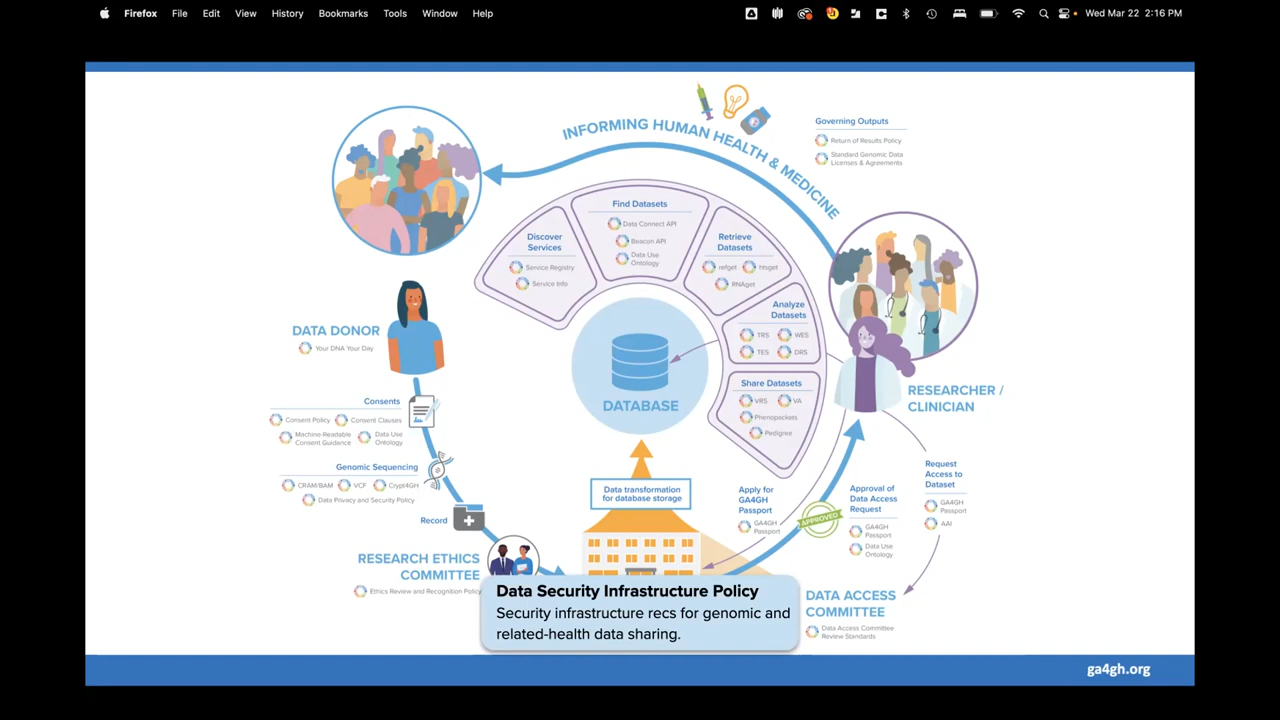 Firefox File Edit View History Bookmarks Tools Window Help
Wed Mar 22 2:16 PM
INFORMING HUMAN HEALTH & MEDICINE
Governing Outputs
Return of Results Policy
Standard Genomic Data
Licenses & Agreements
Find Datasets
Data Connect API
Beacon API
Data Use
Ontology
Discover
Services
Service Registry
Service Info
Retrieve
Datasets
refget htsget
RNAget
Analyze
Datasets
TRS WES
TES DRS
Share Datasets
VRS VA
Phenopackets
Pedigree
DATABASE
DATA DONOR
Your DNA Your Day
Consents
Consent Policy Consent Clauses
Machine-Readable
Consent Guidance
Data Use
Ontology
Genomic Sequencing
CRAM/BAM VCF Crypt4GH
Data Privacy and Security Policy
Record
RESEARCH ETHICS
COMMITTEE
Ethics Review and Recognition Policy
Data transformation
for database storage
Apply for
GA4GH
Passport
GA4GH
Passport
APPROVED
Approval of
Data Access
Request
GA4GH
Passport
Data Use
Ontology
RESEARCHER /
CLINICIAN
Request
Access to
Dataset
GA4GH
Passport
AAI
DATA ACCESS
COMMITTEE
Data Access Committee
Review Standards
Data Security Infrastructure Policy
Security infrastructure recs for genomic and
related-health data sharing.
ga4gh.org